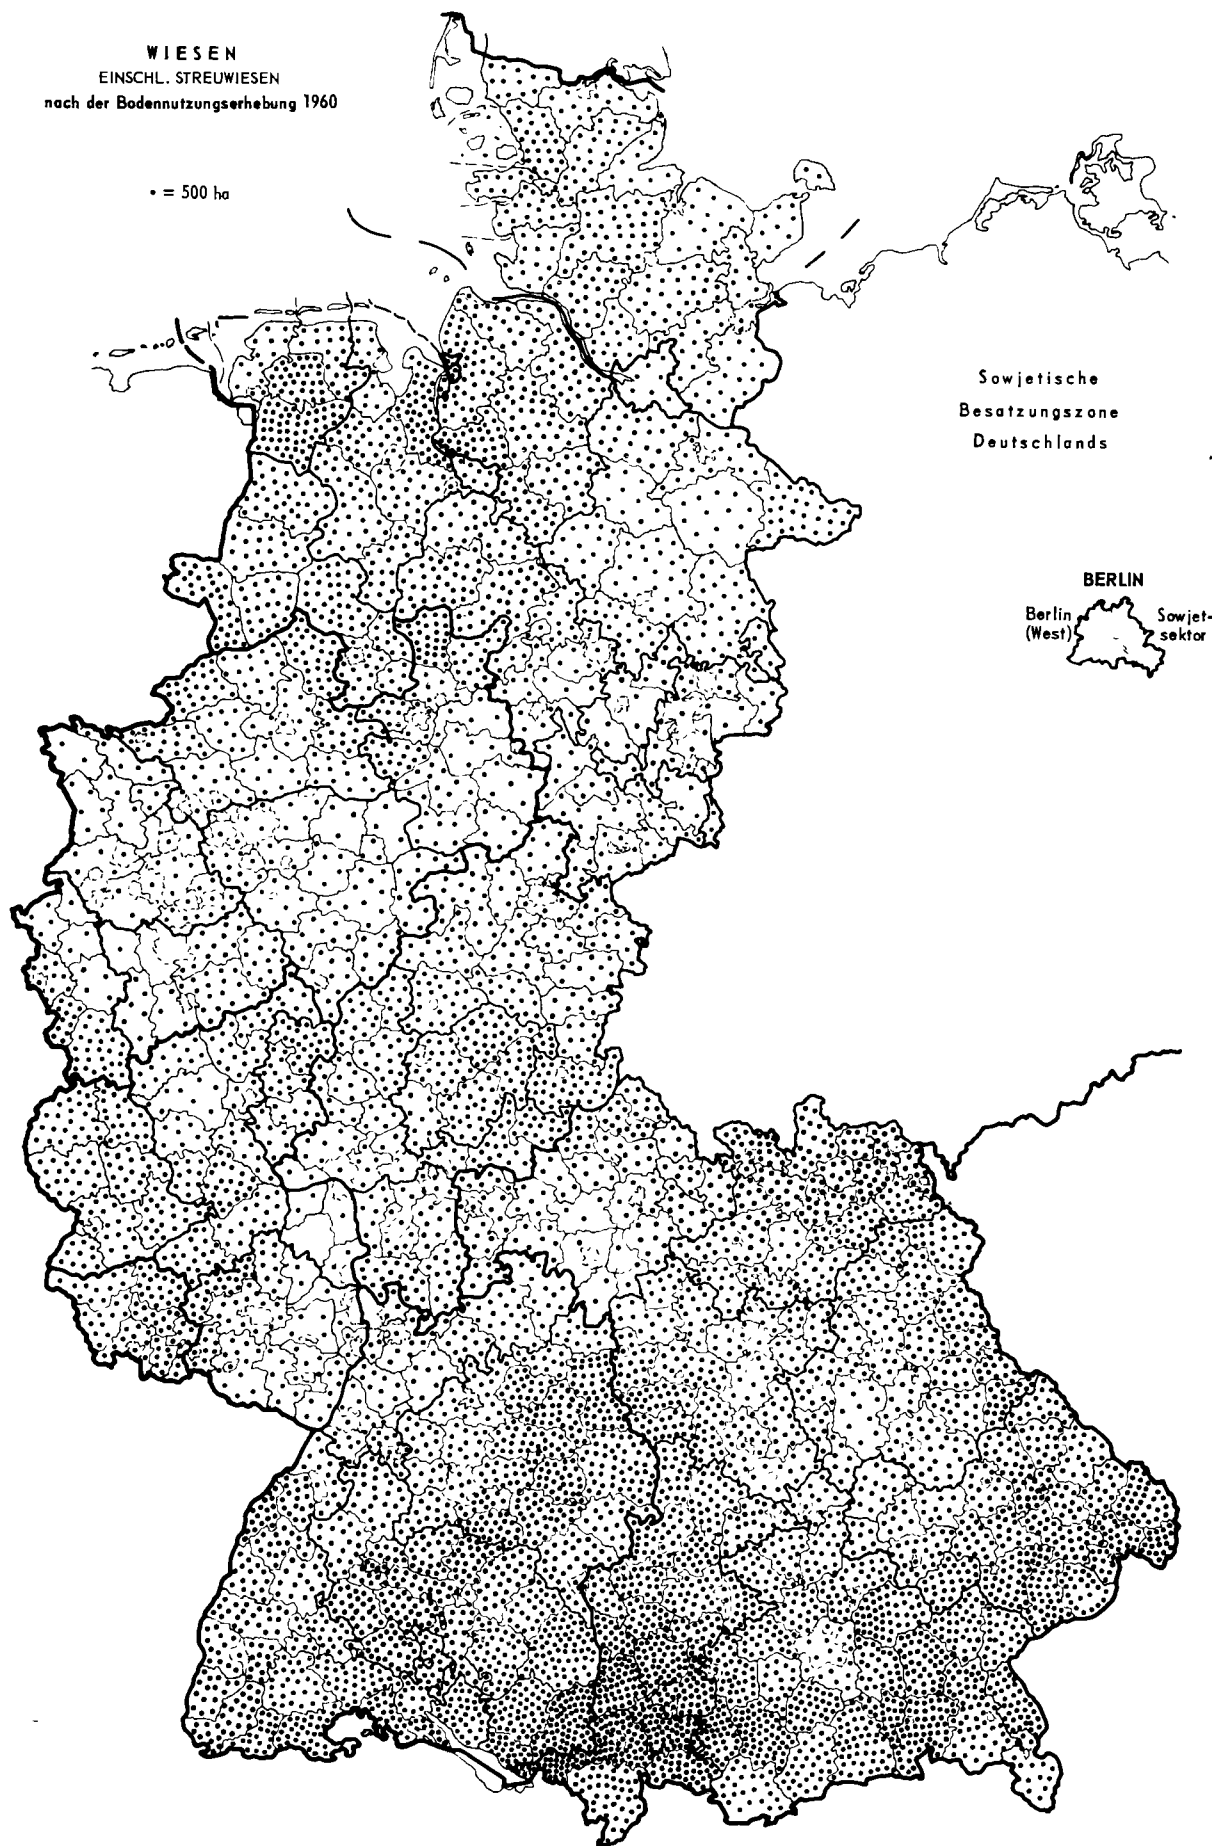 WIESEN
EINSCHL. STREUWIESEN
nach der Bodennutzungserhebung 1960
• = 500 ha
Sowjetische
Besatzungszone
Deutschlands
BERLIN
Berlin
(West)
Sowjet-
sektor